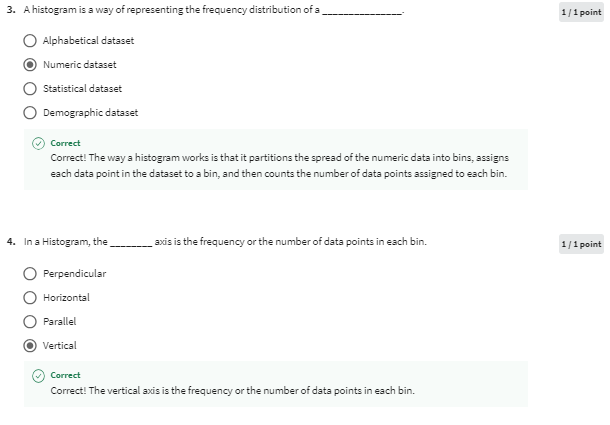 3. A histogram is a way of representing the frequency distribution of a _______________.
1 / 1 point
Alphabetical dataset
Numeric dataset
Statistical dataset
Demographic dataset
Correct
Correct! The way a histogram works is that it partitions the spread of the numeric data into bins, assigns
each data point in the dataset to a bin, and then counts the number of data points assigned to each bin.
4. In a Histogram, the ________ axis is the frequency or the number of data points in each bin.
1 / 1 point
Perpendicular
Horizontal
Parallel
Vertical
Correct
Correct! The vertical axis is the frequency or the number of data points in each bin.